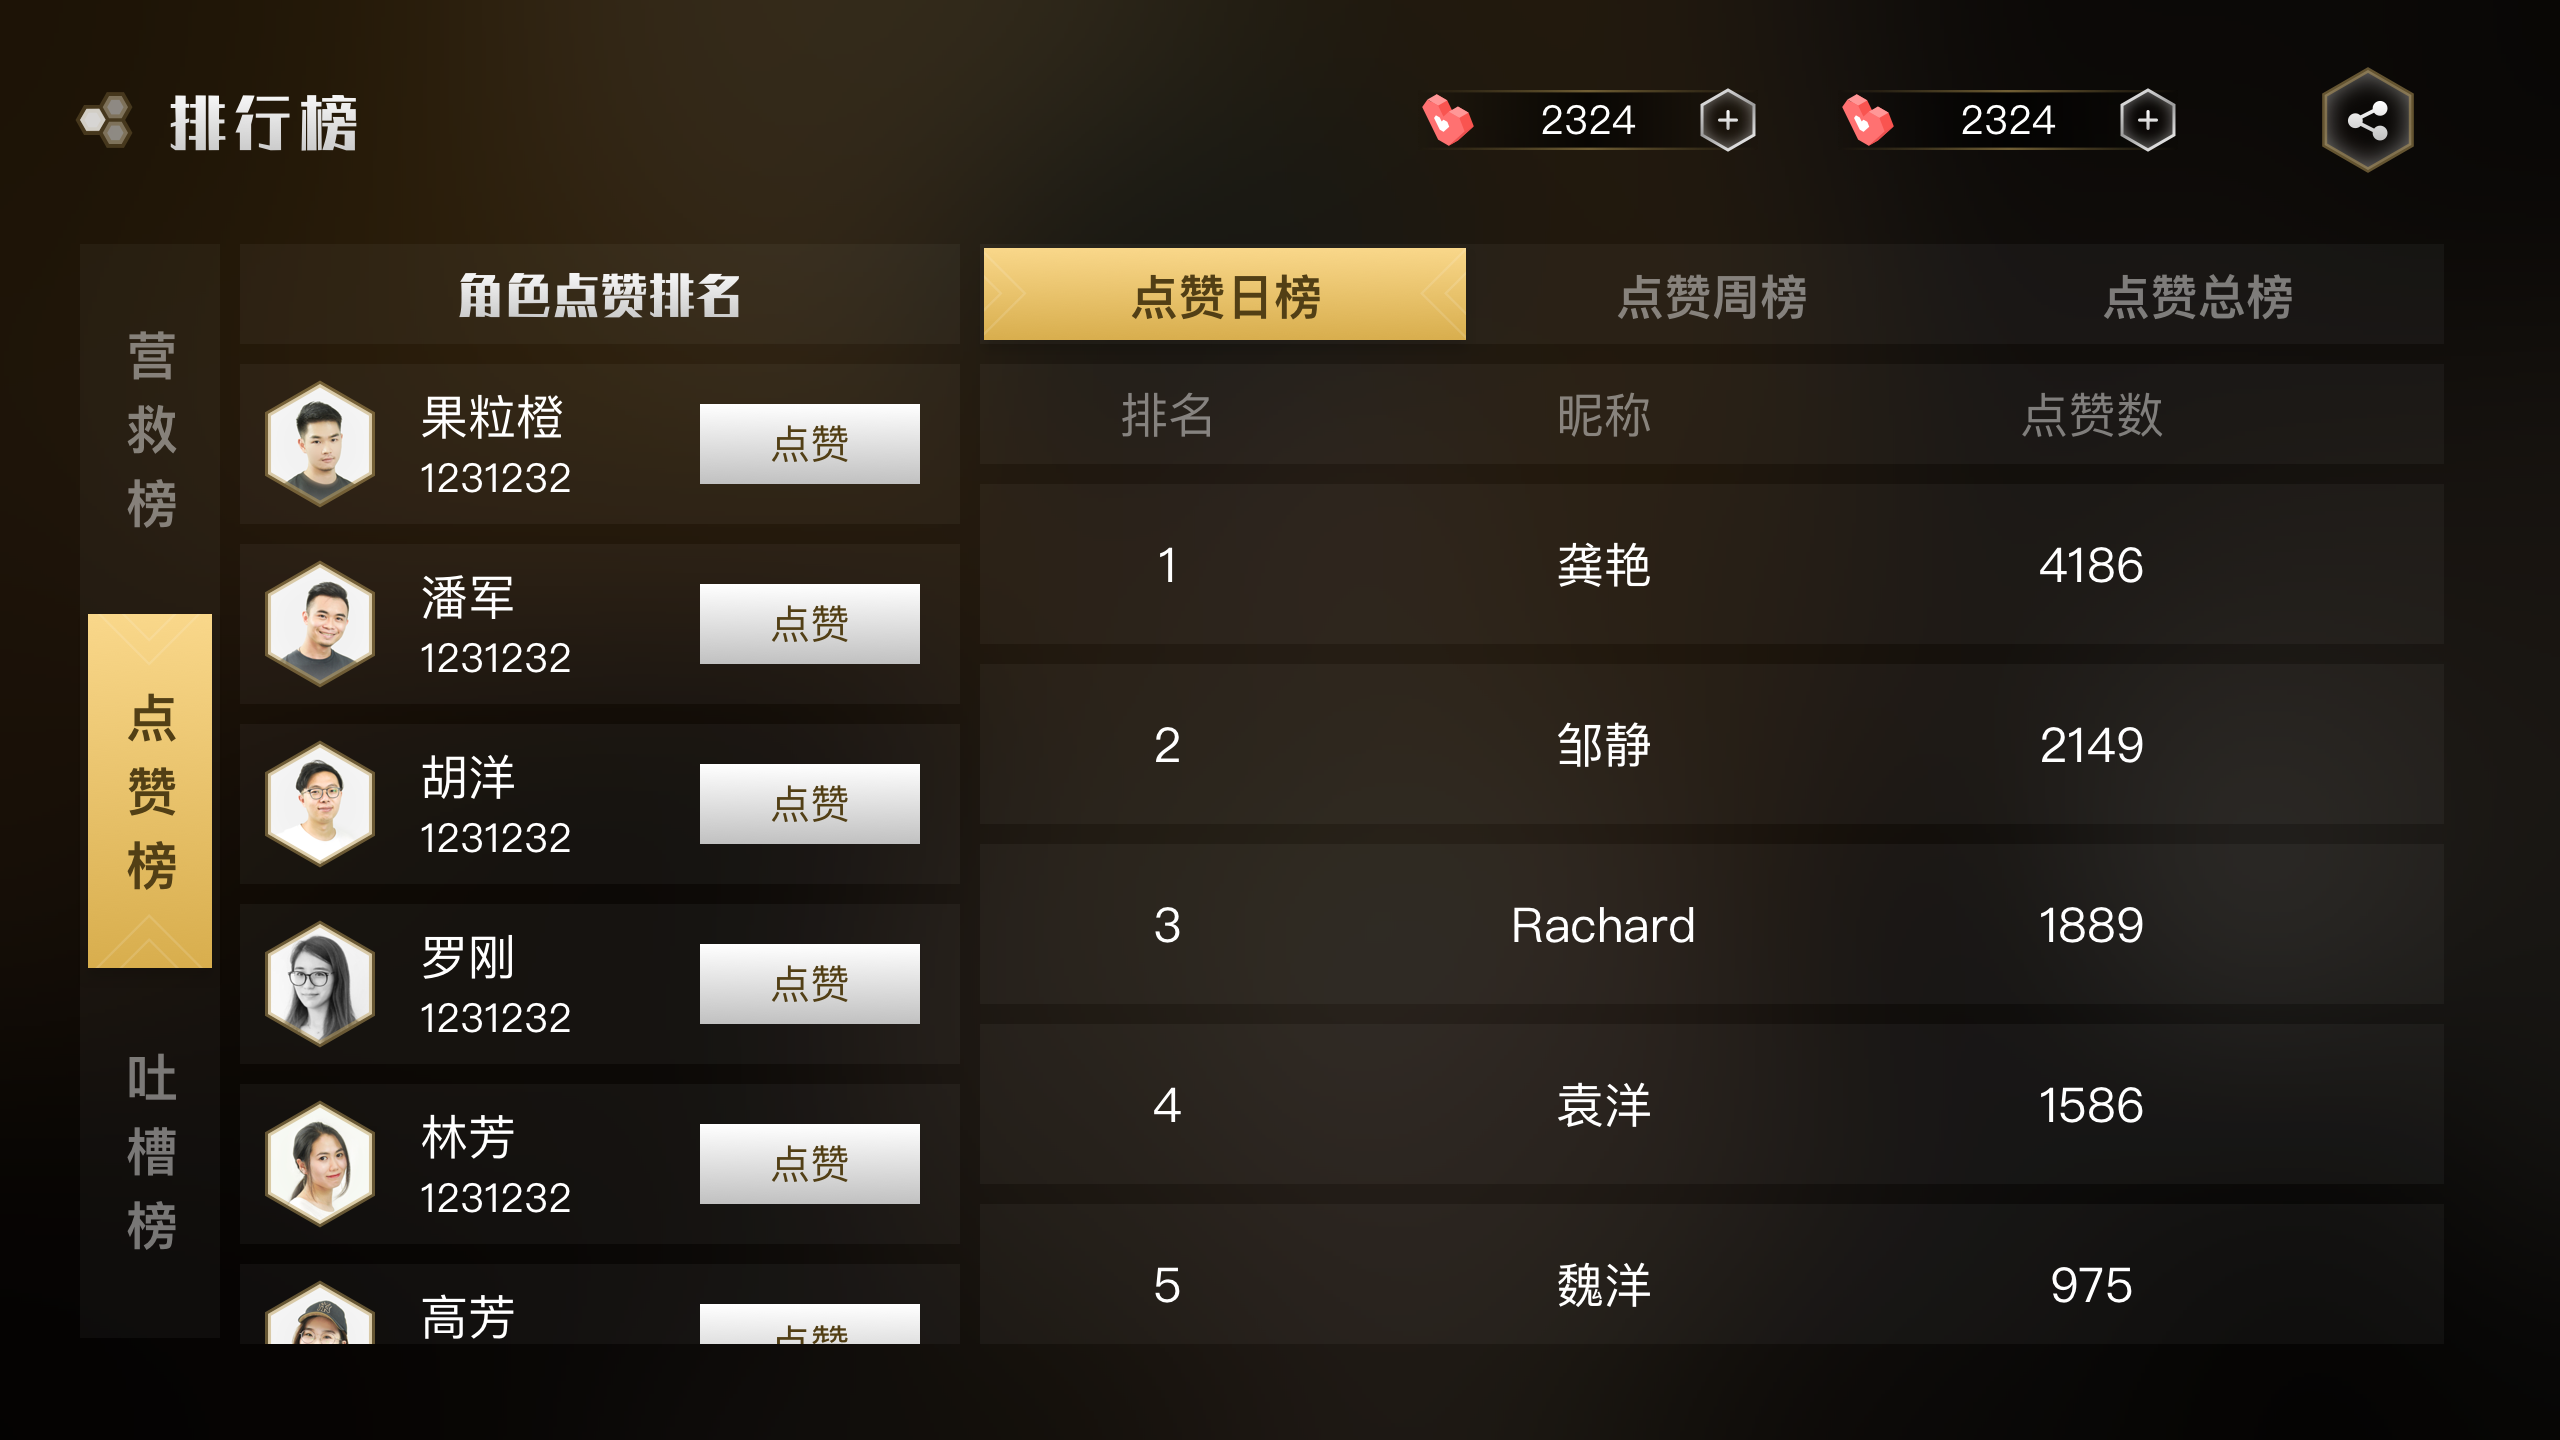 排行榜
2324
2324
营救榜
点赞榜
吐槽榜
角色点赞排名
果粒橙
1231232
点赞
潘军
1231232
点赞
胡洋
1231232
点赞
罗刚
1231232
点赞
林芳
1231232
点赞
高芳
点赞
点赞日榜 点赞周榜 点赞总榜
排名 昵称 点赞数
1 龚艳 4186
2 邹静 2149
3 Rachard 1889
4 袁洋 1586
5 魏洋 975